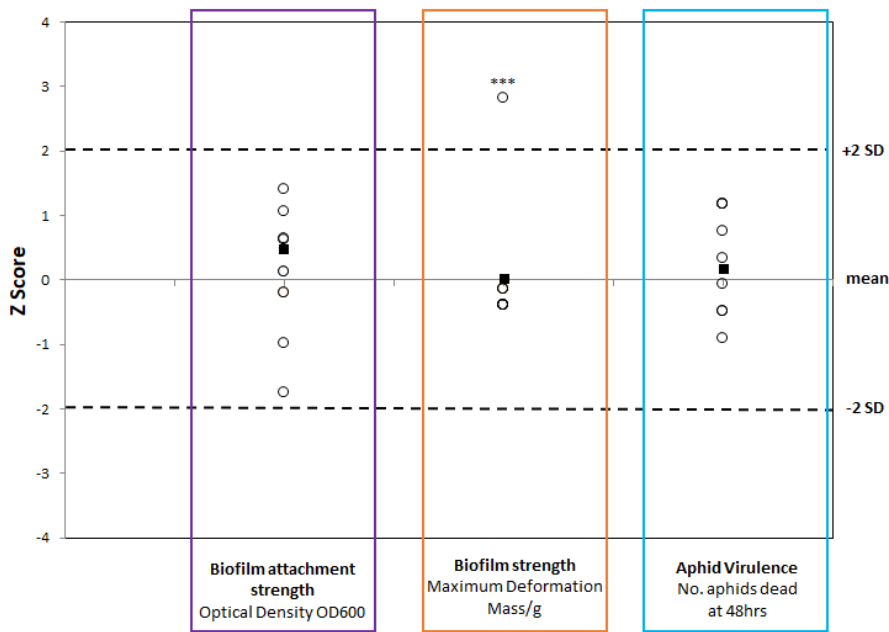 4
3
2
1
0
-1
-2
-3
-4
Z Score
***
+2 SD
mean
-2 SD
Biofilm attachment
strength
Optical Density OD600
Biofilm strength
Maximum Deformation
Mass/g
Aphid Virulence
No. aphids dead
at 48hrs